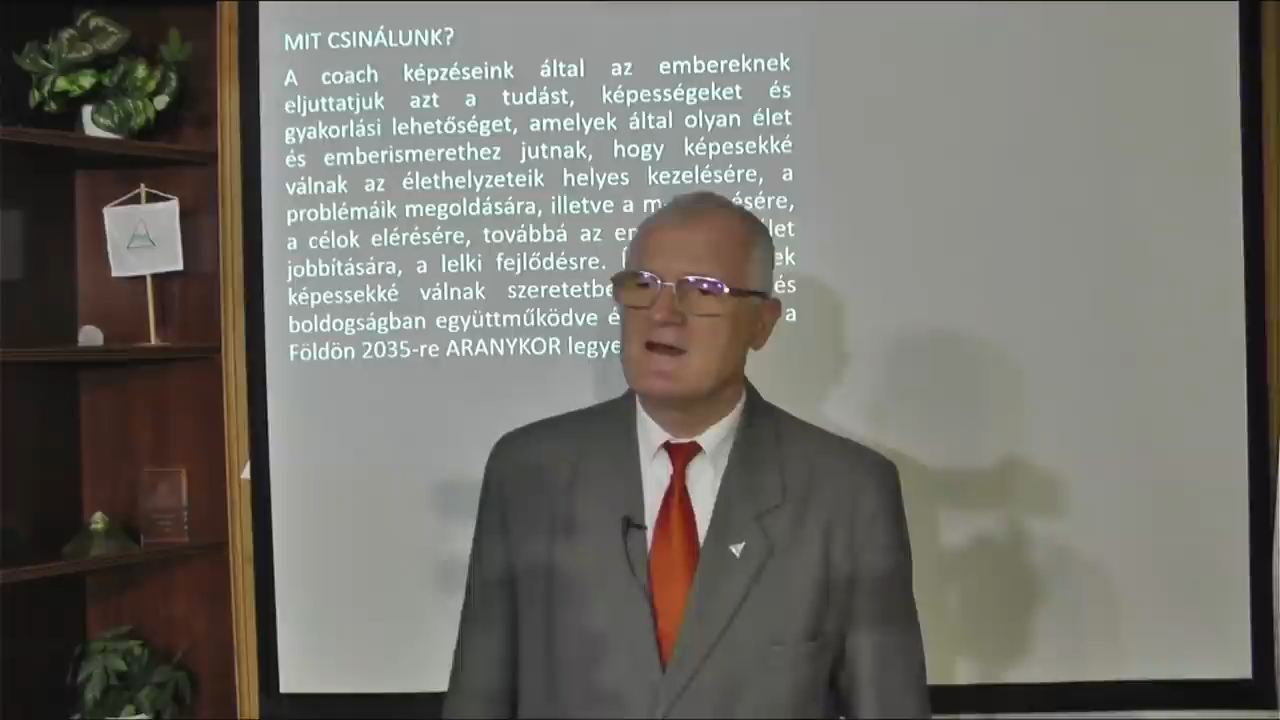 MIT CSINÁLUNK?
A coach képzéseink által az embereknek
eljuttatjuk azt a tudást, képességeket és
gyakorlási lehetőséget, amelyek által olyan élet
és emberismerethez jutnak, hogy képesekké
válnak az élethelyzeteik helyes kezelésére, a
problémáik megoldására, illetve a
a célok elérésére, továbbá az
jobbítására, a lelki fejlődésre.
képessekké válnak és
boldogságban együttműködve a
Földön 2035-re ARANYKOR